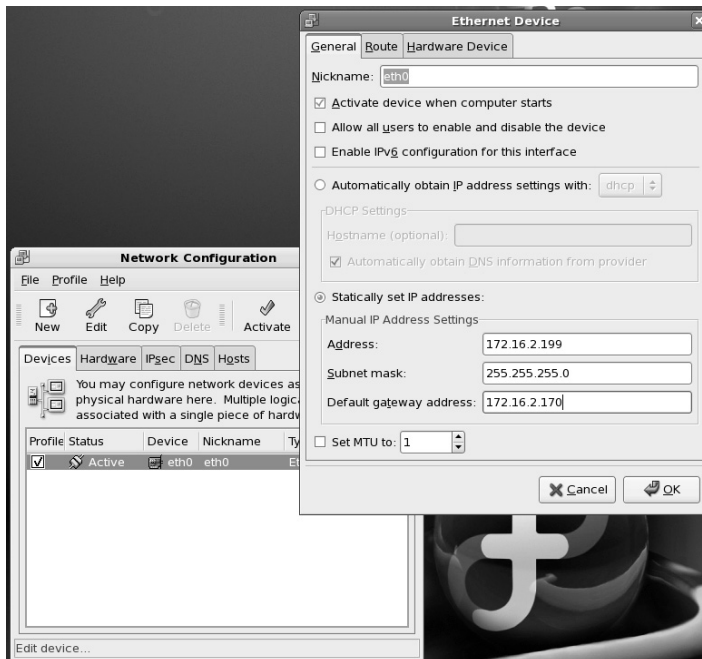 Ethernet Device
General Route Hardware Device
Nickname: eth0
Activate device when computer starts
Allow all users to enable and disable the device
Enable IPv6 configuration for this interface
Automatically obtain IP address settings with: dhcp
DHCP Settings
Hostname (optional):
Automatically obtain DNS information from provider
Statically set IP addresses:
Manual IP Address Settings
Address: 172.16.2.199
Subnet mask: 255.255.255.0
Default gateway address: 172.16.2.170
Set MTU to: 1
Cancel OK
Network Configuration
File Profile Help
New Edit Copy Delete Activate
Devices Hardware IPsec DNS Hosts
You may configure network devices as
physical hardware here. Multiple logica
associated with a single piece of hardw
Profile Status Device Nickname Ty
Active eth0 eth0 Et
Edit device...